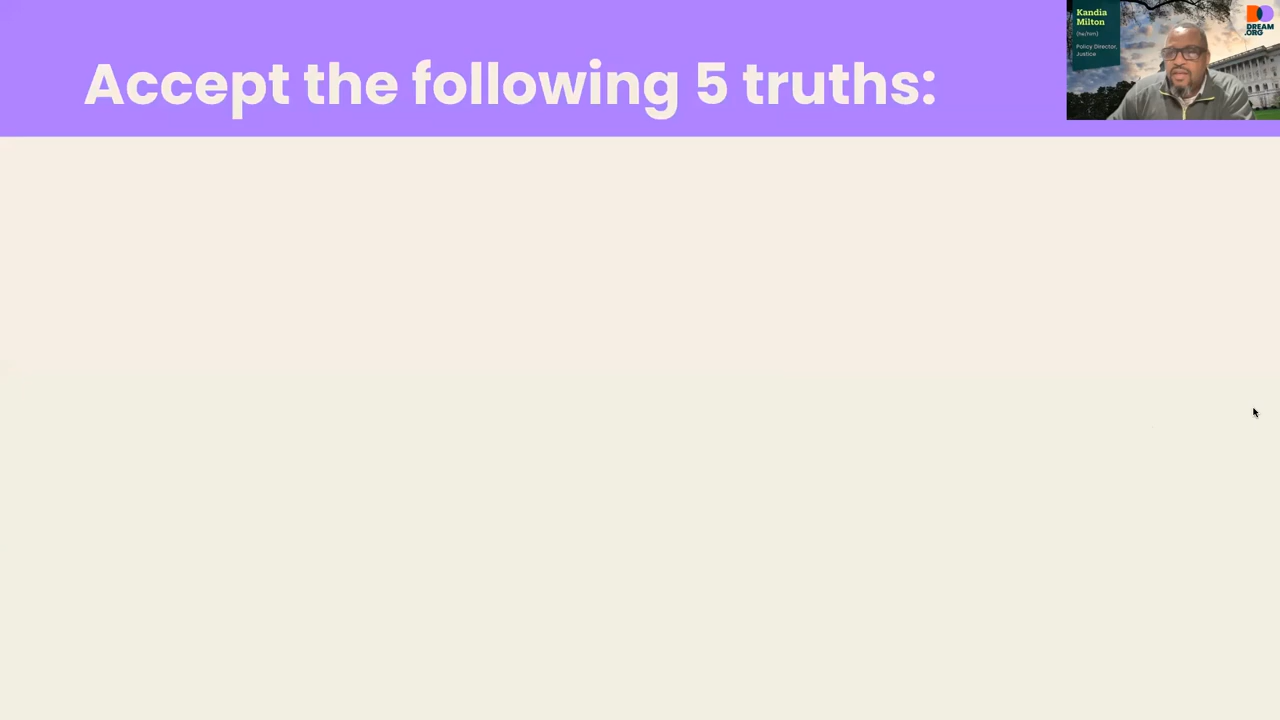 Accept the following 5 truths:
Kandia
Milton
(he/him)
Policy Director,
Justice
DREAM
.ORG